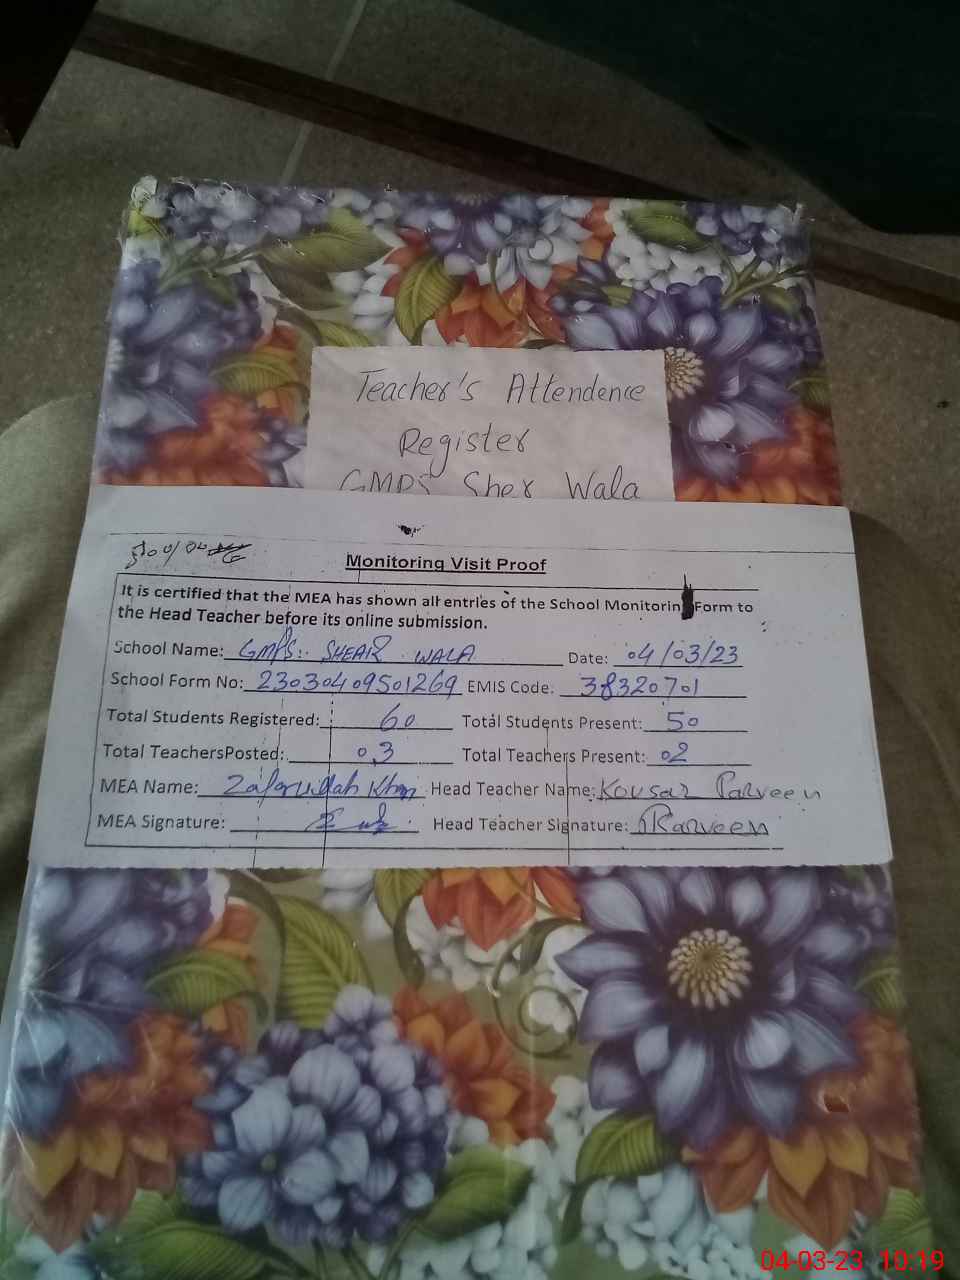 Teacher's Attendence
Register
GMPS Sher Wala
Monitoring Visit Proof
It is certified that the MEA has shown all entries of the School Monitorin Form to
the Head Teacher before its online submission.
School Name: GMPS: SHEAIR WALA Date: 04/03/23
School Form No: 23030409501269 EMIS Code: 38320701
Total Students Registered: 60 Total Students Present: 50
Total TeachersPosted: 03 Total Teachers Present: 02
MEA Name: Zafarullah Khan Head Teacher Name: Kousar Parveen
MEA Signature: Head Teacher Signature: Parveen
04-03-23 10:19